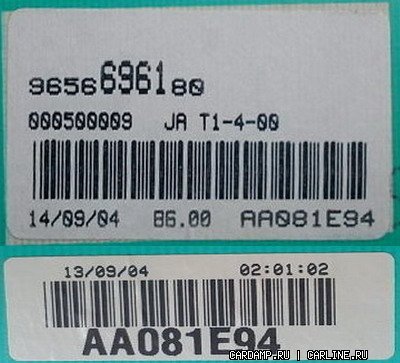 9656696180
000500009 JA T1-4-00
14/09/04 86.00 AA081E94
13/09/04 02:01:02
AA081E94
CARDAMP.RU | CARLINE.RU